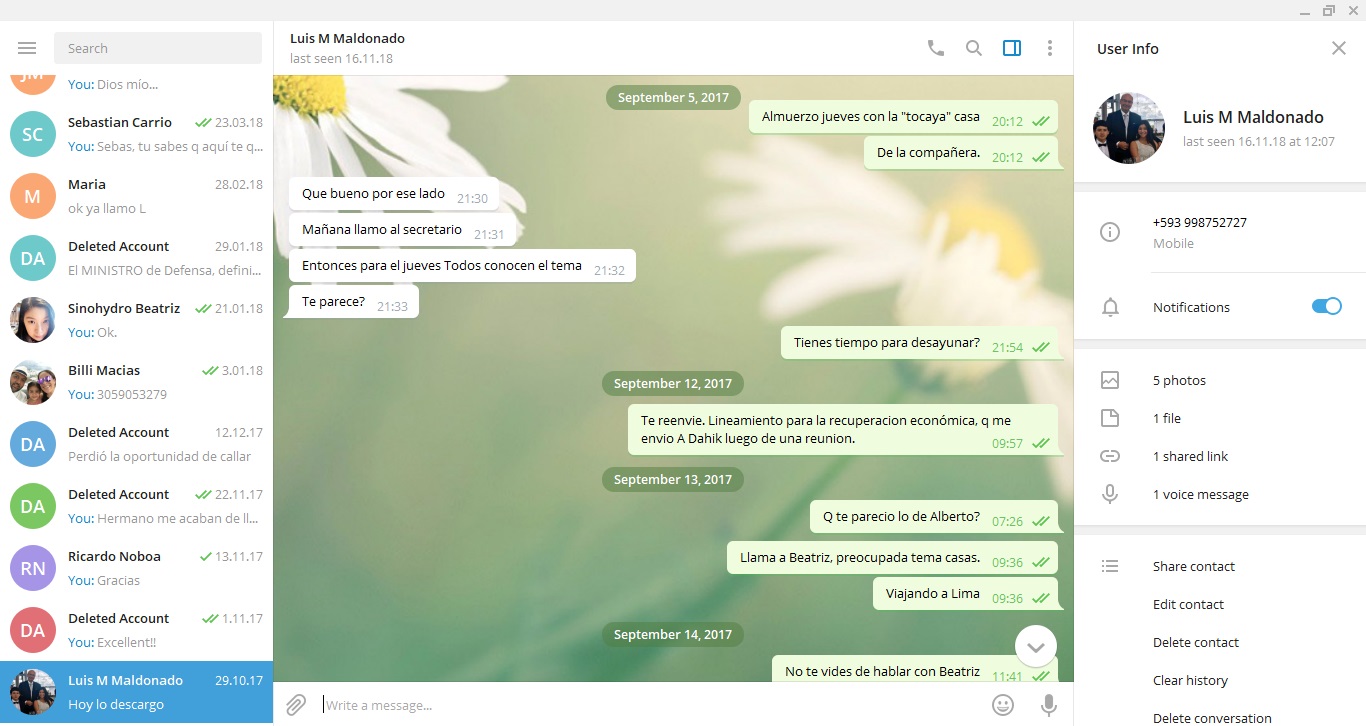 Search
JM
You: Dios mío...
SC
Sebastian Carrio 23.03.18
You: Sebas, tu sabes q aquí te q...
M
Maria 28.02.18
ok ya llamo L
DA
Deleted Account 29.01.18
El MINISTRO de Defensa, defini...
Sinohydro Beatriz 21.01.18
You: Ok.
Billi Macias 3.01.18
You: 3059053279
DA
Deleted Account 12.12.17
Perdió la oportunidad de callar
DA
Deleted Account 22.11.17
You: Hermano me acaban de ll...
RN
Ricardo Noboa 13.11.17
You: Gracias
DA
Deleted Account 1.11.17
You: Excellent!!
Luis M Maldonado 29.10.17
Hoy lo descargo
Luis M Maldonado
last seen 16.11.18
September 5, 2017
Almuerzo jueves con la "tocaya" casa 20:12
De la compañera. 20:12
Que bueno por ese lado 21:30
Mañana llamo al secretario 21:31
Entonces para el jueves Todos conocen el tema 21:32
Te parece? 21:33
Tienes tiempo para desayunar? 21:54
September 12, 2017
Te reenvie. Lineamiento para la recuperacion económica, q me
envio A Dahik luego de una reunion. 09:57
September 13, 2017
Q te parecio lo de Alberto? 07:26
Llama a Beatriz, preocupada tema casas. 09:36
Viajando a Lima 09:36
September 14, 2017
No te vides de hablar con Beatriz 11:41
Write a message...
User Info
Luis M Maldonado
last seen 16.11.18 at 12:07
+593 998752727
Mobile
Notifications
5 photos
1 file
1 shared link
1 voice message
Share contact
Edit contact
Delete contact
Clear history
Delete conversation